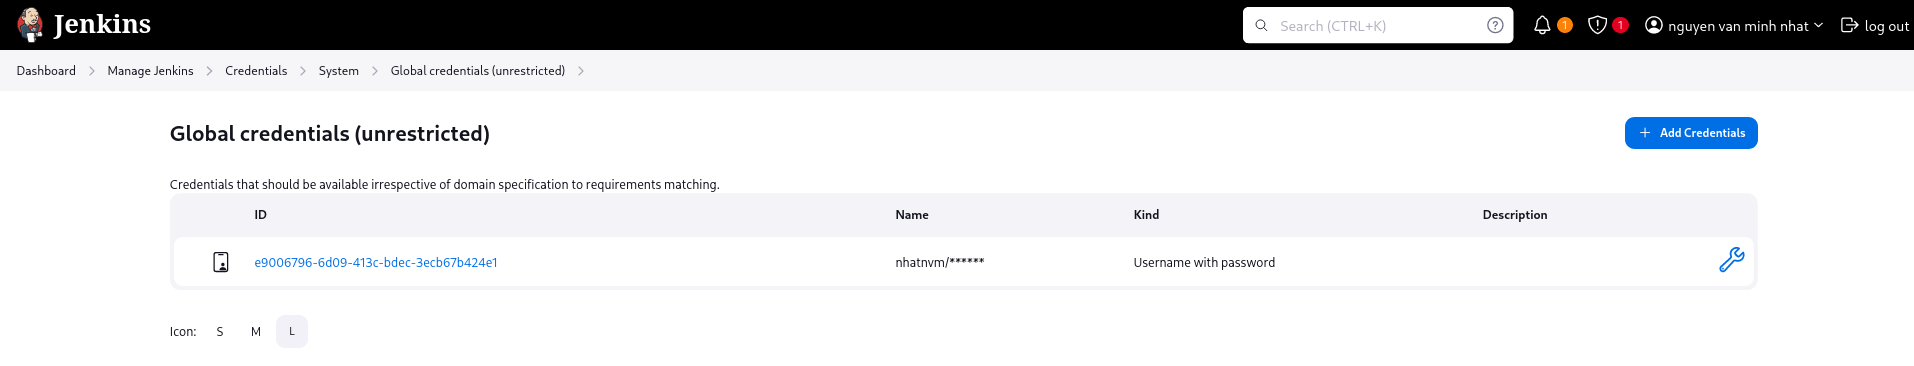 Jenkins
Search (CTRL+K)
?
1
1
nguyen van minh nhat
log out
Dashboard > Manage Jenkins > Credentials > System > Global credentials (unrestricted) >
Global credentials (unrestricted)
+ Add Credentials
Credentials that should be available irrespective of domain specification to requirements matching.
ID Name Kind Description
e9006796-6d09-413c-bdec-3ecb67b424e1 nhatnvm/****** Username with password
Icon: S M L